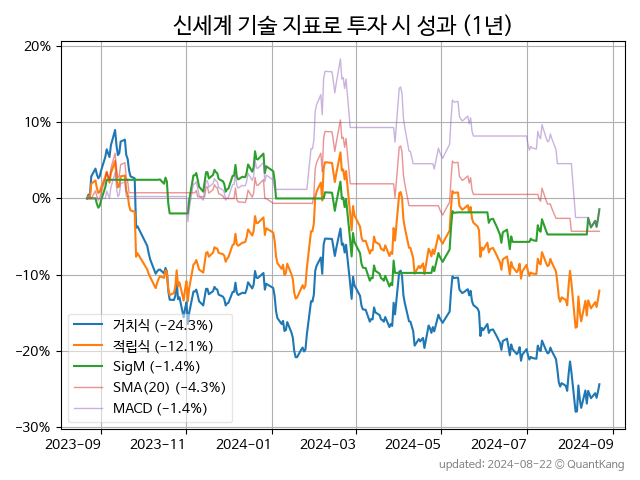 신세계 기술 지표로 투자 시 성과 (1년)
20%
10%
0%
−10%
−20%
−30%
거치식 (−24.3%)
적립식 (−12.1%)
SigM (−1.4%)
SMA(20) (−4.3%)
MACD (−1.4%)
2023-09 2023-11 2024-01 2024-03 2024-05 2024-07 2024-09
updated: 2024-08-22 © QuantKang